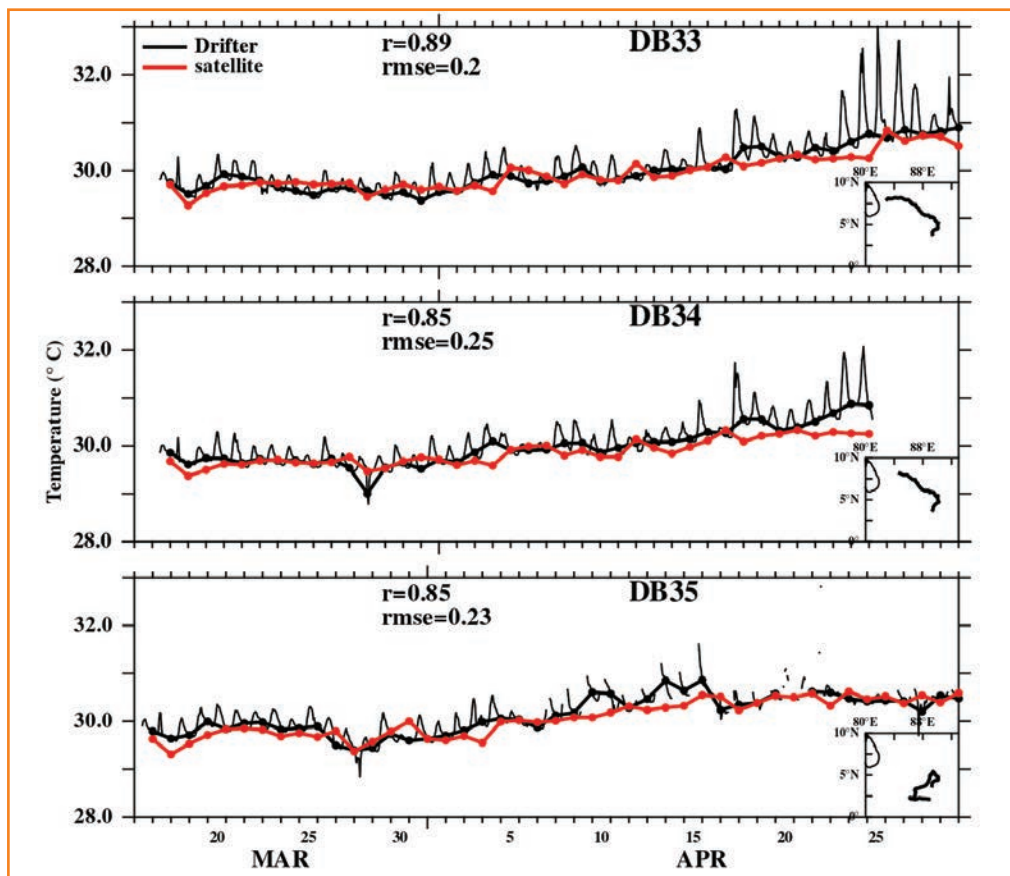 Drifter
satellite
r=0.89
rmse=0.2
DB33
32.0
30.0
28.0
80°E 88°E
10°N
5°N
0°
r=0.85
rmse=0.25
DB34
32.0
30.0
28.0
80°E 88°E
10°N
5°N
0°
Temperature (° C)
r=0.85
rmse=0.23
DB35
32.0
30.0
28.0
80°E 88°E
10°N
5°N
0°
20 25 30 5 10 15 20 25
MAR APR